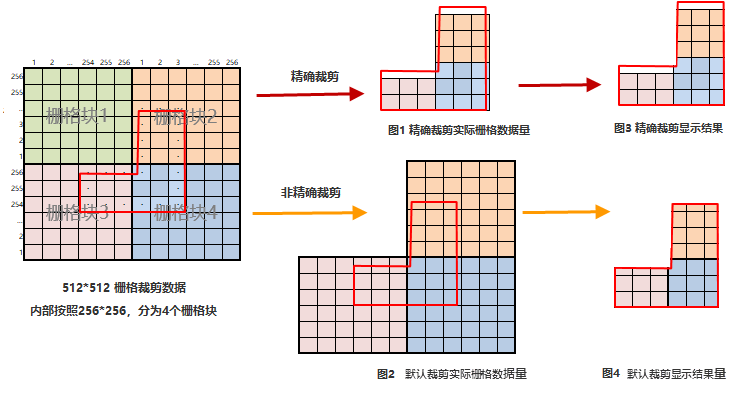 1 2 ... 254 255 256 1 2 3 ... 255 256
256
255
...
3
2
1
256
255
254
...
1
栅格块1
栅格块2
栅格块3
栅格块4
512*512 栅格裁剪数据
内部按照256*256，分为4个栅格块
精确裁剪
非精确裁剪
图1 精确裁剪实际栅格数据量
图3 精确裁剪显示结果
图2 默认裁剪实际栅格数据量
图4 默认裁剪显示结果量